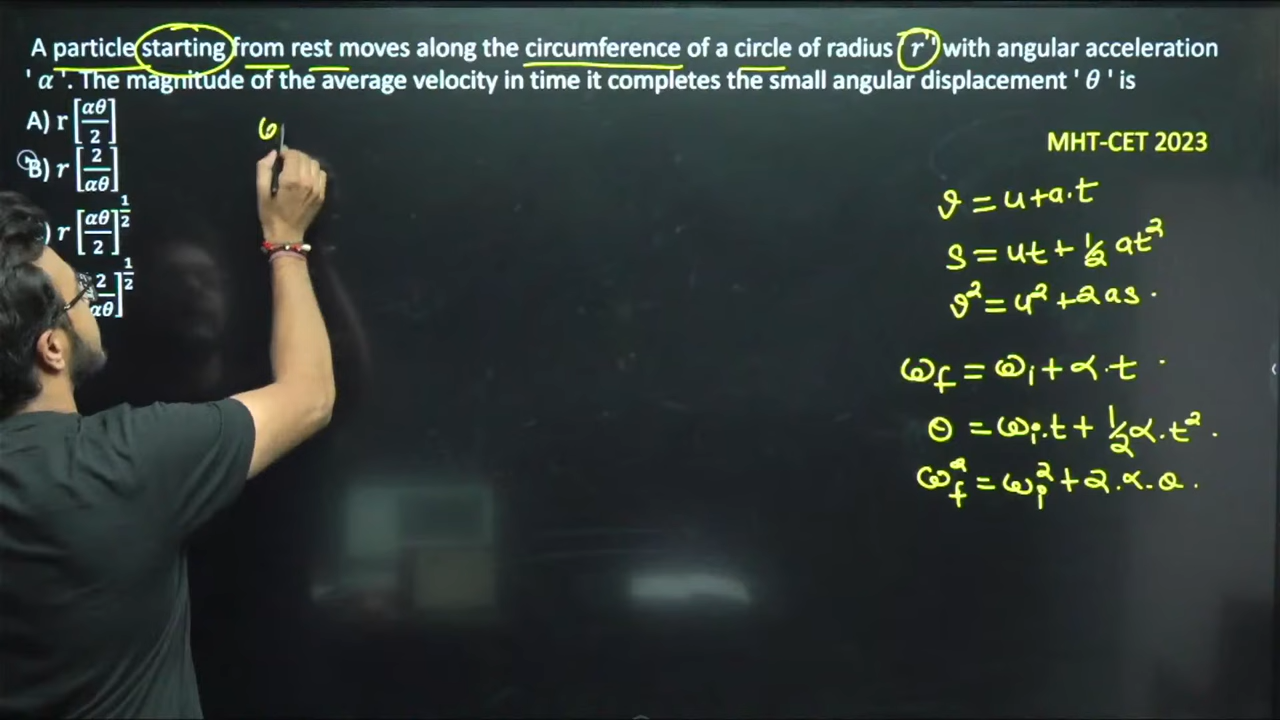 A particle starting from rest moves along the circumference of a circle of radius ' r ' with angular acceleration
' α '. The magnitude of the average velocity in time it completes the small angular displacement ' θ ' is
A) r [αθ/2]
B) r [2/αθ]
) r [αθ/2]^1/2
2/αθ]^1/2
ω
MHT-CET 2023
v = u+a.t
s = ut + 1/2 at²
v² = u² + 2as .
ωf = ωi + α.t .
θ = ωi.t + 1/2 α.t² .
ωf² = ωi² + 2.α.θ .